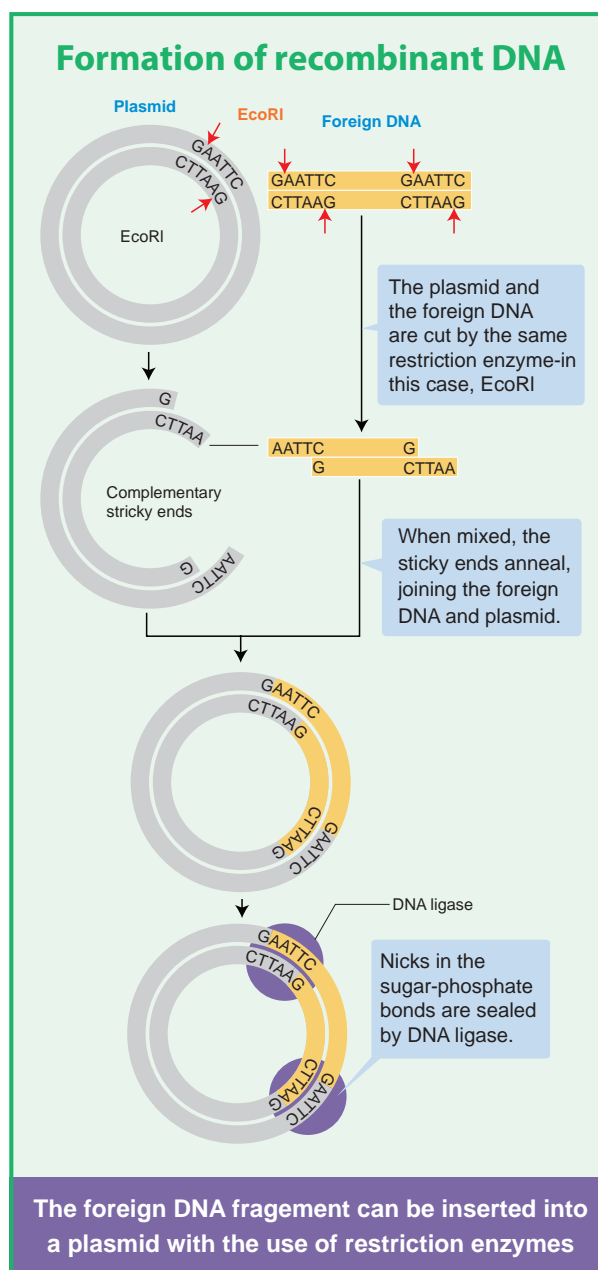 Formation of recombinant DNA
Plasmid
EcoRI
Foreign DNA
GAATTC
CTTAAG
EcoRI
GAATTC GAATTC
CTTAAG CTTAAG
The plasmid and
the foreign DNA
are cut by the same
restriction enzyme-in
this case, EcoRI
G
CTTAA
AATTC G
G CTTAA
Complementary
stricky ends
G
AATTC
When mixed, the
sticky ends anneal,
joining the foreign
DNA and plasmid.
GAATTC
CTTAAG
CTTAAG
GAATTC
DNA ligase
GAATTC
CTTAAG
Nicks in the
sugar-phosphate
bonds are sealed
by DNA ligase.
CTTAAG
GAATTC
The foreign DNA fragement can be inserted into
a plasmid with the use of restriction enzymes